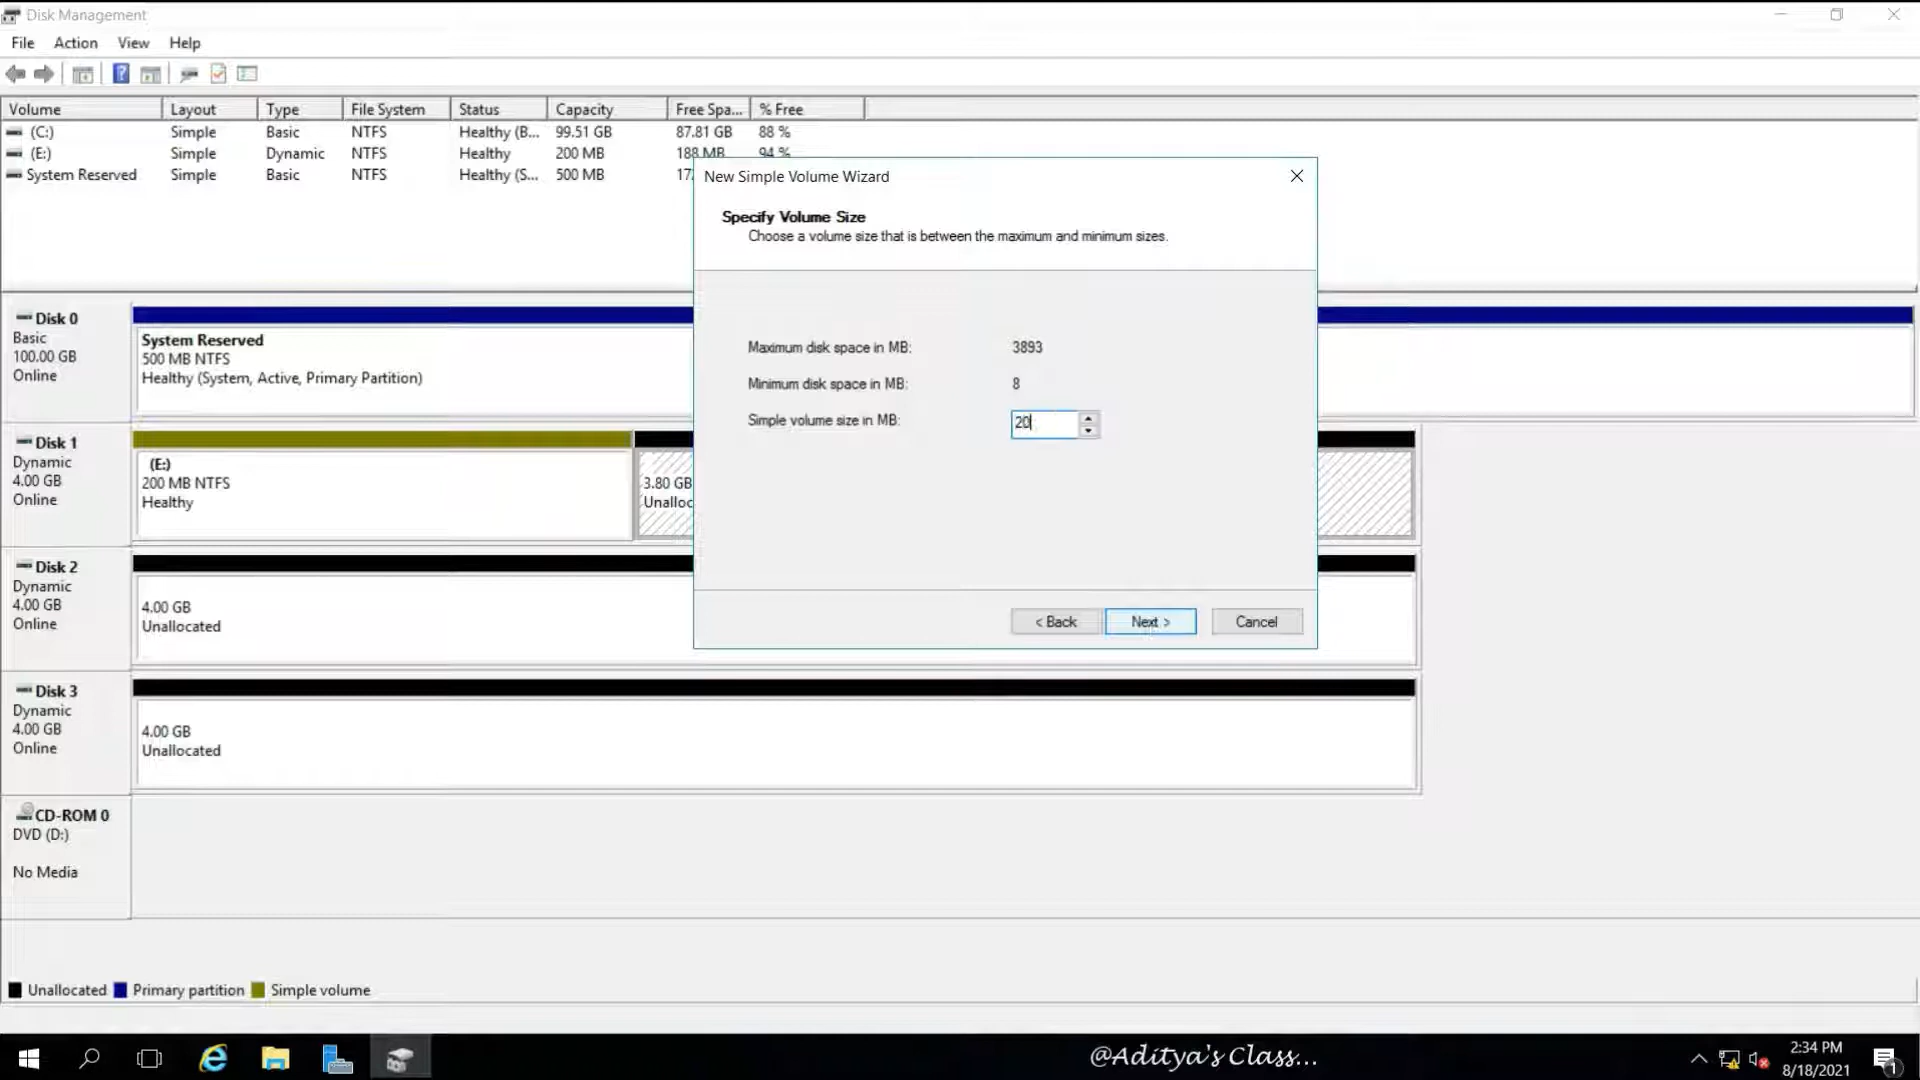 Disk Management
File Action View Help
Volume Layout Type File System Status Capacity Free Spa... % Free
(C:) Simple Basic NTFS Healthy (B... 99.51 GB 87.81 GB 88 %
(E:) Simple Dynamic NTFS Healthy 200 MB 188 MB 94 %
System Reserved Simple Basic NTFS Healthy (S... 500 MB
New Simple Volume Wizard
Specify Volume Size
Choose a volume size that is between the maximum and minimum sizes.
Maximum disk space in MB: 3893
Minimum disk space in MB: 8
Simple volume size in MB: 20
< Back Next > Cancel
Disk 0
Basic
100.00 GB
Online
System Reserved
500 MB NTFS
Healthy (System, Active, Primary Partition)
Disk 1
Dynamic
4.00 GB
Online
(E:)
200 MB NTFS
Healthy
3.80 GB
Unalloc
Disk 2
Dynamic
4.00 GB
Online
4.00 GB
Unallocated
Disk 3
Dynamic
4.00 GB
Online
4.00 GB
Unallocated
CD-ROM 0
DVD (D:)
No Media
Unallocated Primary partition Simple volume
@Aditya's Class...
2:34 PM
8/18/2021
1